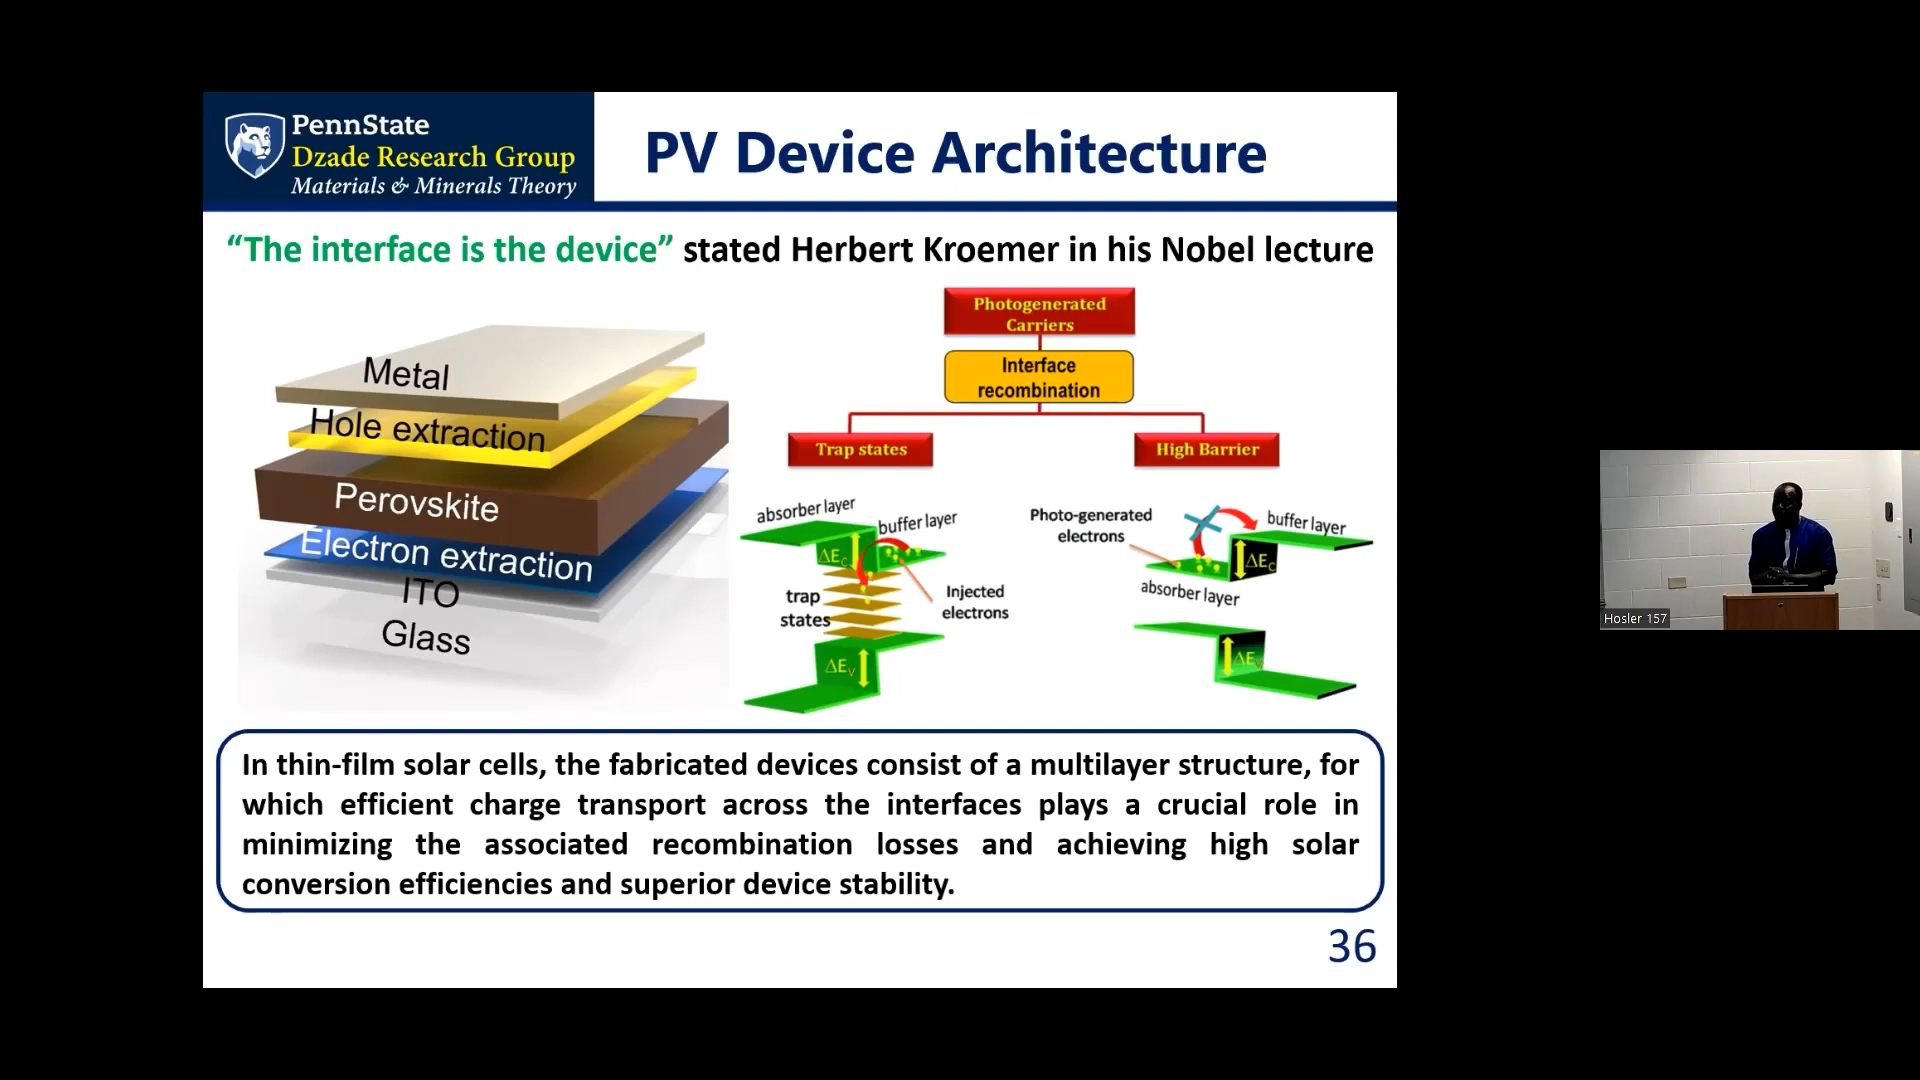 PennState
Dzade Research Group
Materials & Minerals Theory
PV Device Architecture
“The interface is the device” stated Herbert Kroemer in his Nobel lecture
Metal
Hole extraction
Perovskite
Electron extraction
ITO
Glass
Photogenerated
Carriers
Interface
recombination
Trap states
High Barrier
absorber layer
buffer layer
ΔEC
trap
states
Injected
electrons
ΔEV
Photo-generated
electrons
buffer layer
ΔEC
absorber layer
ΔE
In thin-film solar cells, the fabricated devices consist of a multilayer structure, for
which efficient charge transport across the interfaces plays a crucial role in
minimizing the associated recombination losses and achieving high solar
conversion efficiencies and superior device stability.
36
Hosler 157